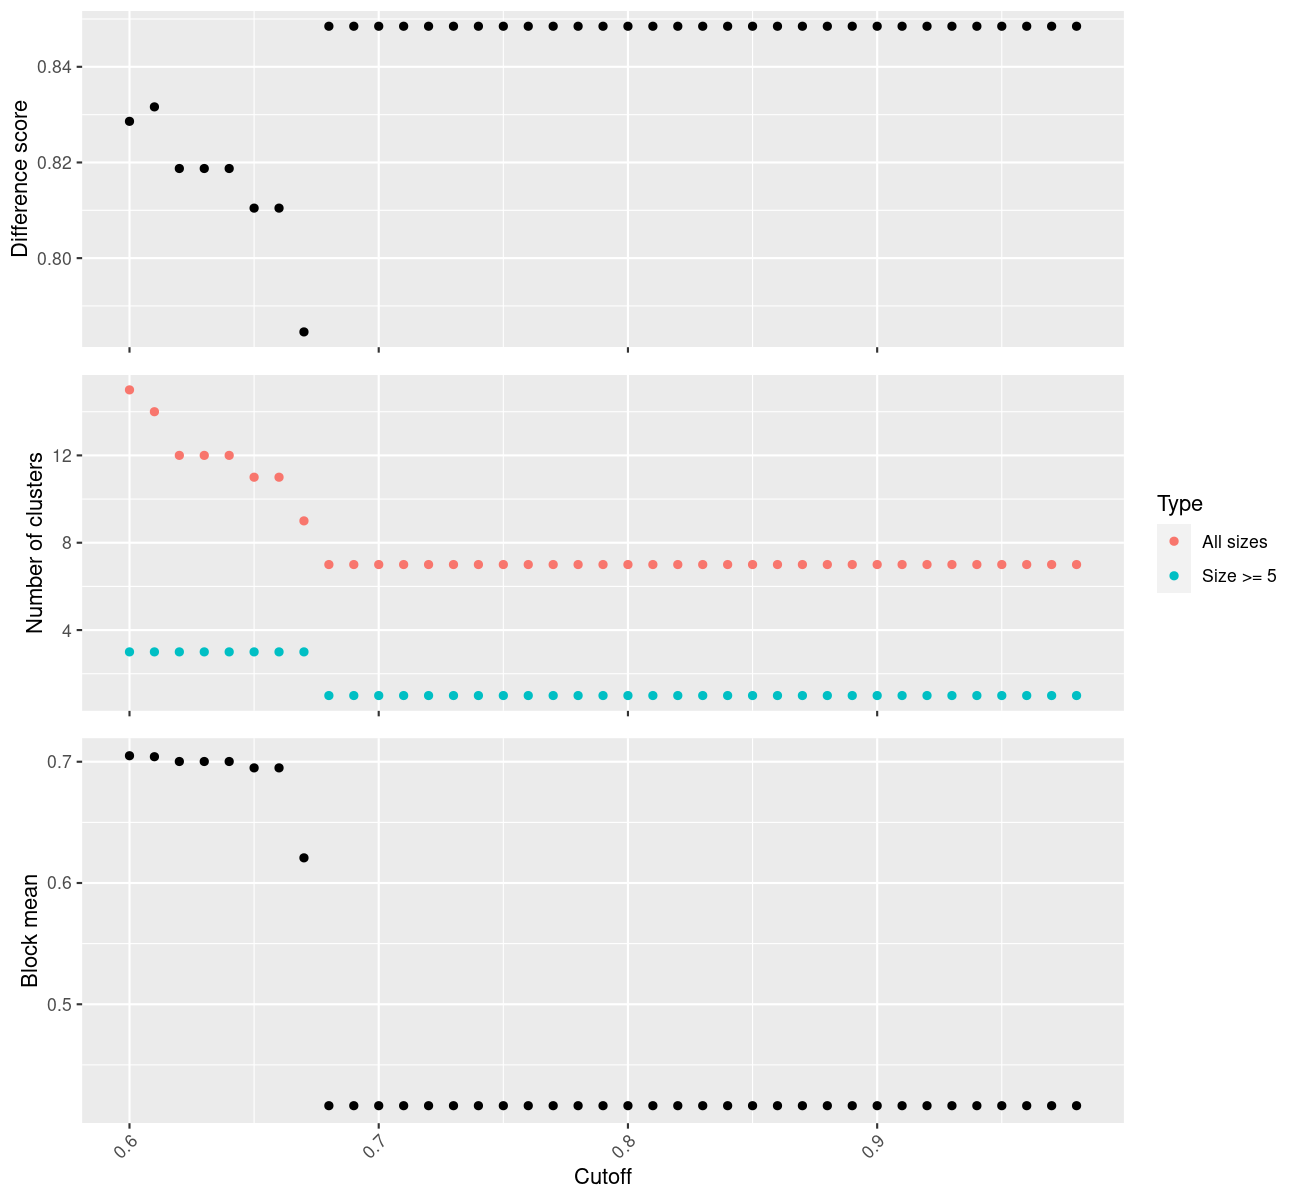 Difference score
0.84
0.82
0.80
Number of clusters
12
8
4
Type
All sizes
Size >= 5
Block mean
0.7
0.6
0.5
0.6
0.7
0.8
0.9
Cutoff